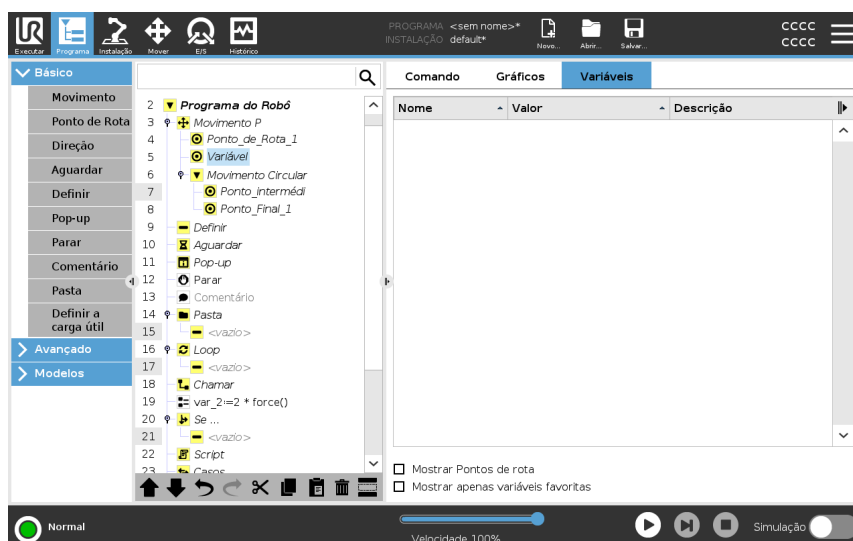 UR
Executar
Programa
Instalação
Mover
E/S
Histórico
PROGRAMA <sem nome>*
INSTALAÇÃO default*
Novo...
Abrir...
Salvar...
cccc
cccc
Básico
Movimento
Ponto de Rota
Direção
Aguardar
Definir
Pop-up
Parar
Comentário
Pasta
Definir a
carga útil
Avançado
Modelos
2 Programa do Robô
3 Movimento P
4 Ponto_de_Rota_1
5 Variável
6 Movimento Circular
7 Ponto_intermédi
8 Ponto_Final_1
9 Definir
10 Aguardar
11 Pop-up
12 Parar
13 Comentário
14 Pasta
15 <vazio>
16 Loop
17 <vazio>
18 Chamar
19 var_2:=2 * force()
20 Se ...
21 <vazio>
22 Script
23 Casos
Comando Gráficos Variáveis
Nome Valor Descrição
Mostrar Pontos de rota
Mostrar apenas variáveis favoritas
Normal
Velocidade 100%
Simulação